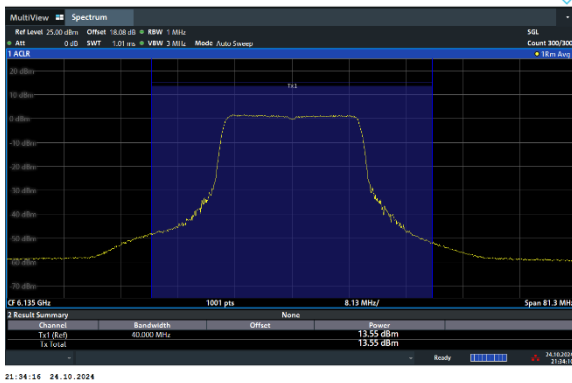 MultiView Spectrum
Ref Level 25.00 dBm Offset 18.08 dB RBW 1 MHz SGL
Att 0 dB SWT 1.01 ms VBW 3 MHz Mode Auto Sweep Count 300/300
1 ACLR 1Rm Avg
Tx1
20 dBm
10 dBm
0 dBm
-10 dBm
-20 dBm
-30 dBm
-40 dBm
-50 dBm
-60 dBm
-70 dBm
CF 6.135 GHz 1001 pts 8.13 MHz/ Span 81.3 MHz
2 Result Summary None
Channel Bandwidth Offset Power
Tx1 (Ref) 40.000 MHz 13.55 dBm
Tx Total 13.55 dBm
Ready 24.10.2024
21:34:16 24.10.2024